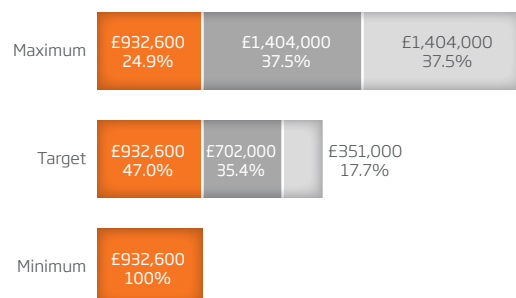 £932,600 £1,404,000 £1,404,000
Maximum
24.9% 37.5% 37.5%
£932,600 £702,000 £351,000
Target
47.0% 35.4% 17.7%
£932,600
Minimum
100%